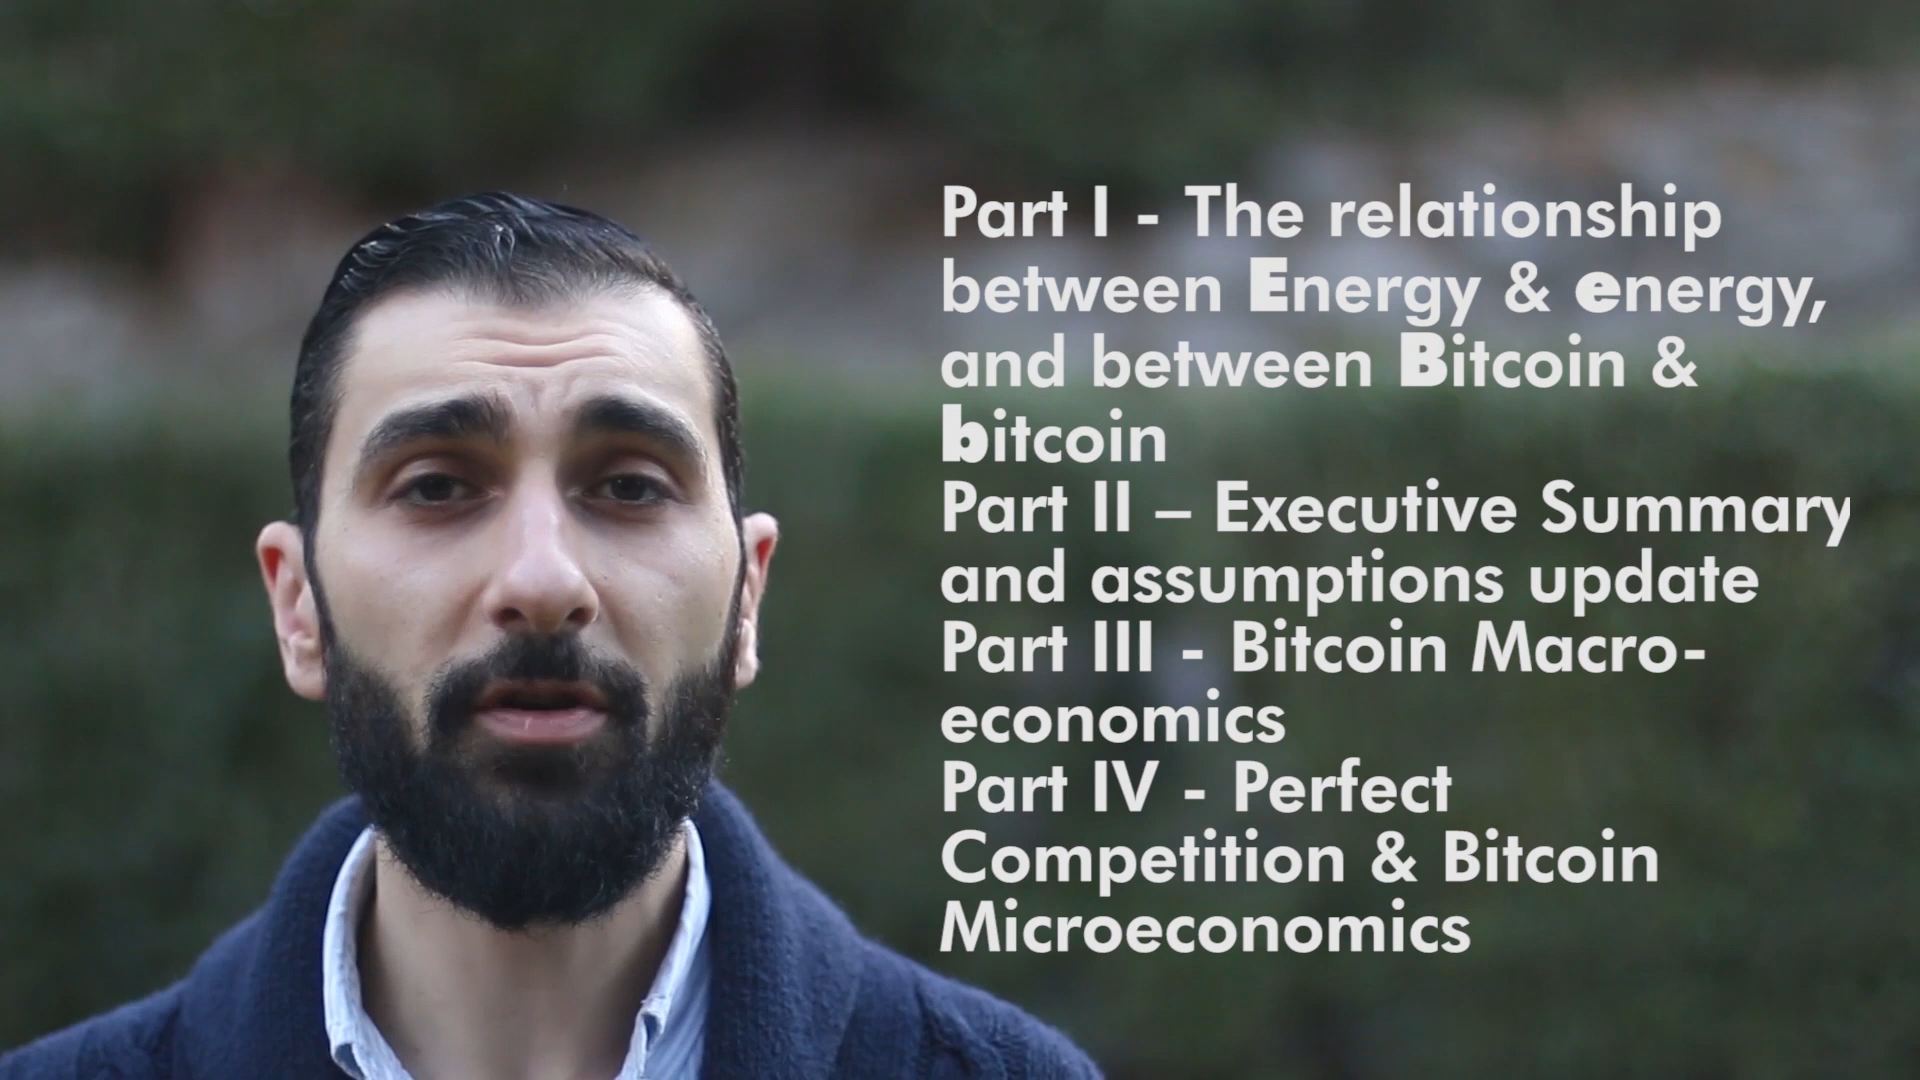 Part I - The relationship
between Energy & energy,
and between Bitcoin &
bitcoin
Part II – Executive Summary
and assumptions update
Part III - Bitcoin Macro-
economics
Part IV - Perfect
Competition & Bitcoin
Microeconomics